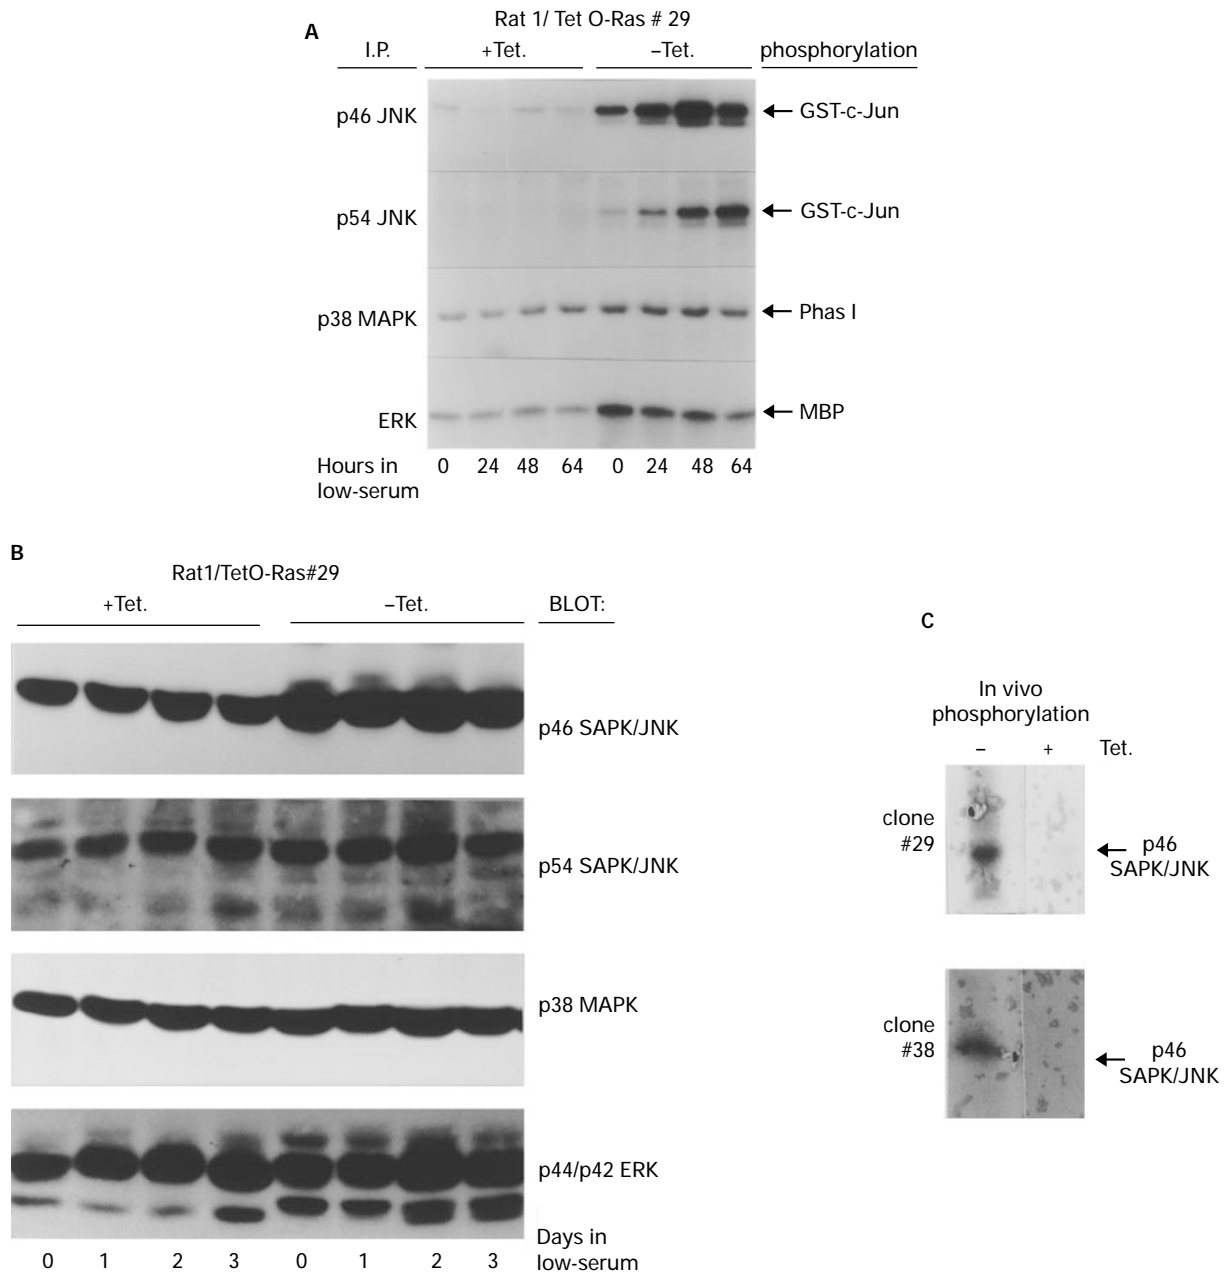 A
Rat 1/ Tet O-Ras # 29
I.P. +Tet. –Tet. phosphorylation
p46 JNK GST-c-Jun
p54 JNK GST-c-Jun
p38 MAPK Phas I
ERK MBP
Hours in low-serum 0 24 48 64 0 24 48 64
B
Rat1/TetO-Ras#29
+Tet. –Tet. BLOT:
p46 SAPK/JNK
p54 SAPK/JNK
p38 MAPK
p44/p42 ERK
Days in
low-serum
0 1 2 3 0 1 2 3
C
In vivo
phosphorylation
– + Tet.
clone
#29
p46
SAPK/JNK
clone
#38
p46
SAPK/JNK